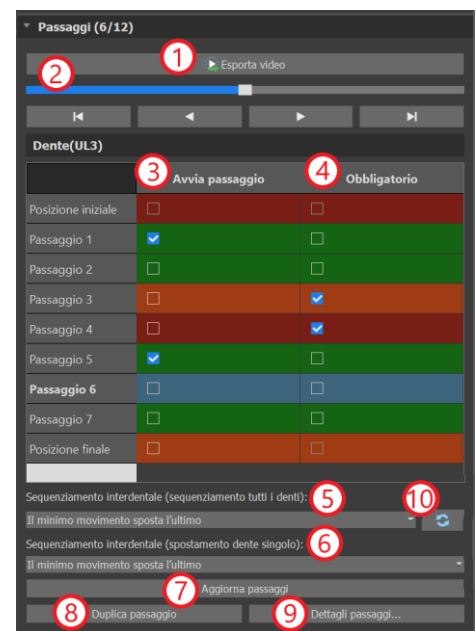 Passaggi (6/12)
1
Esporta video
2
Dente(UL3)
3 Avvia passaggio 4 Obbligatorio
Posizione iniziale
Passaggio 1
Passaggio 2
Passaggio 3
Passaggio 4
Passaggio 5
Passaggio 6
Passaggio 7
Posizione finale
Sequenziamento interdentale (sequenziamento tutti i denti): 5 10
Il minimo movimento sposta l'ultimo
Sequenziamento interdentale (spostamento dente singolo): 6
Il minimo movimento sposta l'ultimo
7 Aggiorna passaggi
8 Duplica passaggio 9 Dettagli passaggi...